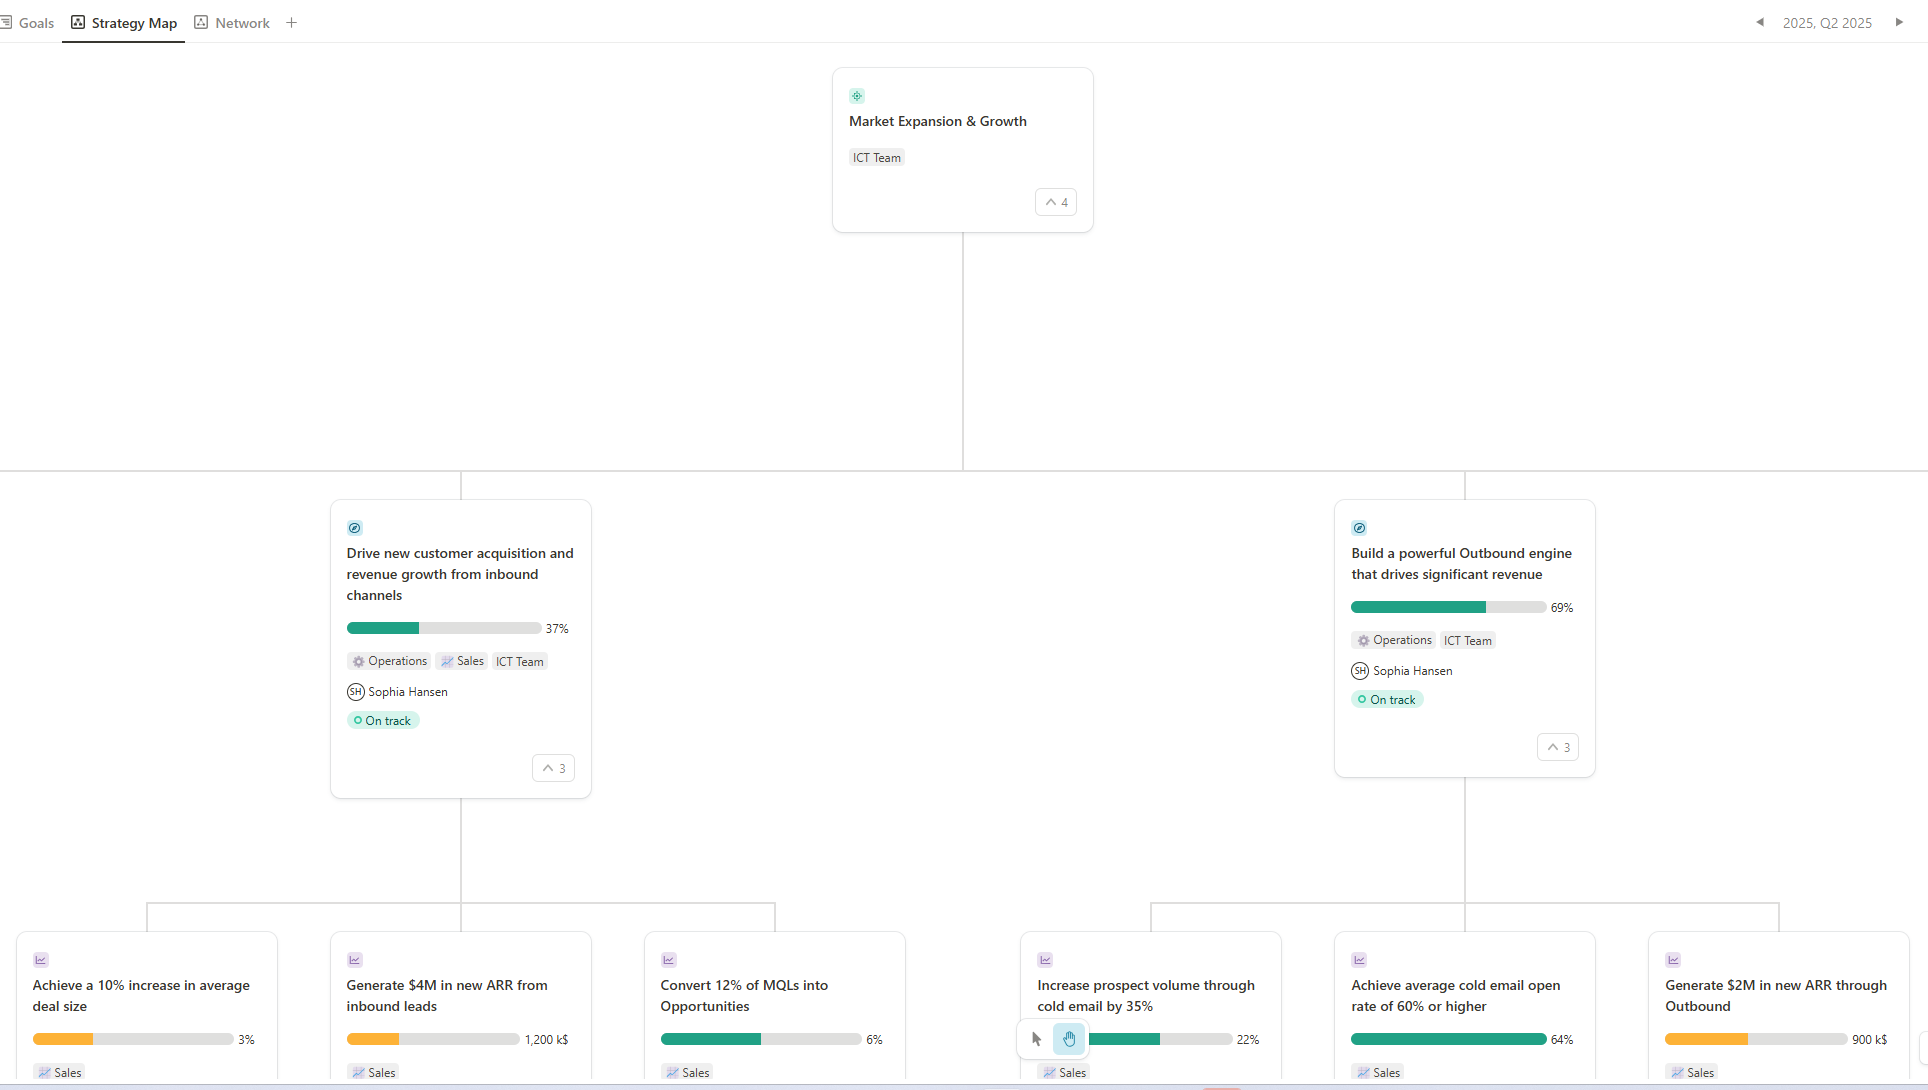 Goals
Strategy Map
Network
2025, Q2 2025
Market Expansion & Growth
ICT Team
4
Drive new customer acquisition and
revenue growth from inbound
channels
37%
Operations Sales ICT Team
SH Sophia Hansen
On track
3
Build a powerful Outbound engine
that drives significant revenue
69%
Operations ICT Team
SH Sophia Hansen
On track
3
Achieve a 10% increase in average
deal size
3%
Sales
Generate $4M in new ARR from
inbound leads
1,200 k$
Sales
Convert 12% of MQLs into
Opportunities
6%
Sales
Increase prospect volume through
cold email by 35%
22%
Sales
Achieve average cold email open
rate of 60% or higher
64%
Sales
Generate $2M in new ARR through
Outbound
900 k$
Sales